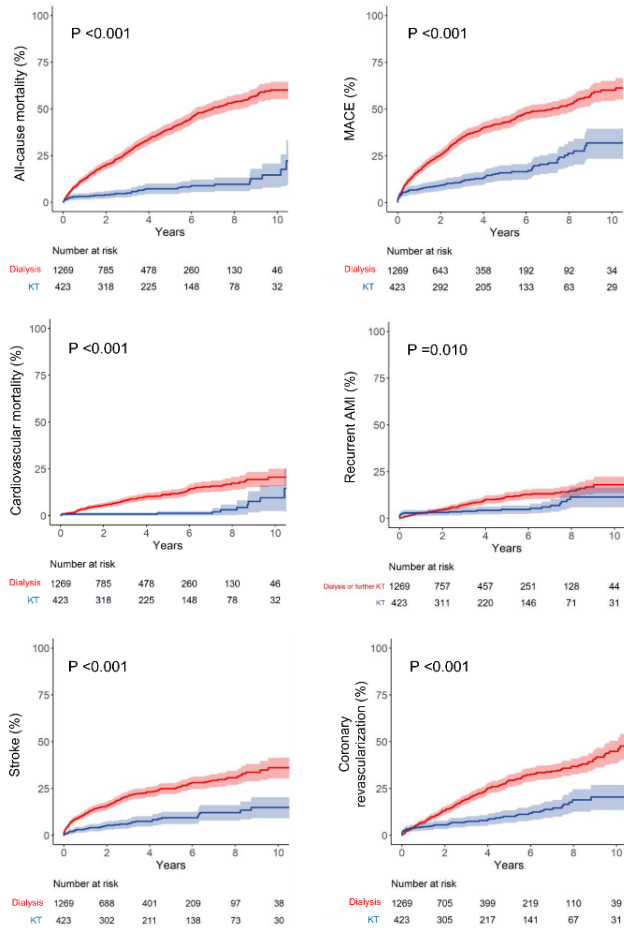 P <0.001
All-cause mortality (%)
100
75
50
25
0
0 2 4 6 8 10
Years
Number at risk
Dialysis 1269 785 478 260 130 46
KT 423 318 225 148 78 32
P <0.001
MACE (%)
100
75
50
25
0
0 2 4 6 8 10
Years
Number at risk
Dialysis 1269 643 358 192 92 34
KT 423 292 205 133 63 29
P <0.001
Cardiovascular mortality (%)
100
75
50
25
0
0 2 4 6 8 10
Years
Number at risk
Dialysis 1269 785 478 260 130 46
KT 423 318 225 148 78 32
P =0.010
Recurrent AMI (%)
100
75
50
25
0
0 2 4 6 8 10
Years
Number at risk
Dialysis or further KT 1269 757 457 251 128 44
KT 423 311 220 146 71 31
P <0.001
Stroke (%)
100
75
50
25
0
0 2 4 6 8 10
Years
Number at risk
Dialysis 1269 688 401 209 97 38
KT 423 302 211 138 73 30
P <0.001
Coronary
revascularization (%)
100
75
50
25
0
0 2 4 6 8 10
Years
Number at risk
Dialysis 1269 705 399 219 110 39
KT 423 305 217 141 67 31